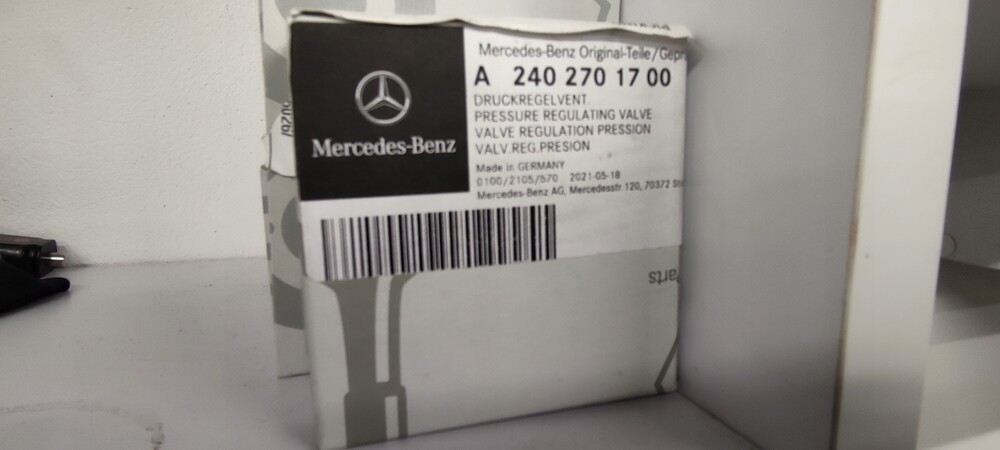 Mercedes-Benz
Mercedes-Benz Original-Teile/
A 240 270 17 00
DRUCKREGELVENT.
PRESSURE REGULATING VALVE
VALVE REGULATION PRESSION
VALV.REG.PRESION
Made in GERMANY
0100/2105/570 2021-05-18
Mercedes-Benz AG, Mercedesstr.120, 70372
Parts